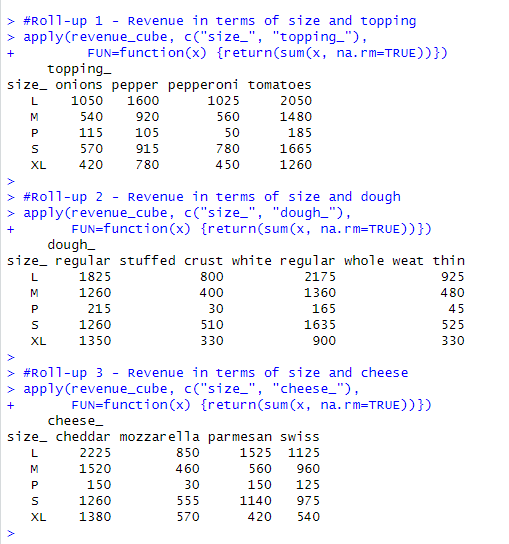 > #Roll-up 1 - Revenue in terms of size and topping
> apply(revenue_cube, c("size_", "topping_"),
+         FUN=function(x) {return(sum(x, na.rm=TRUE))})
     topping_
size_ onions pepper pepperoni tomatoes
   L    1050   1600      1025     2050
   M     540    920       560     1480
   P     115    105        50      185
   S     570    915       780     1665
   XL    420    780       450     1260
>
> #Roll-up 2 - Revenue in terms of size and dough
> apply(revenue_cube, c("size_", "dough_"),
+       FUN=function(x) {return(sum(x, na.rm=TRUE))})
     dough_
size_ regular stuffed crust white regular whole weat thin
   L     1825           800          2175             925
   M     1260           400          1360             480
   P      215            30           165              45
   S     1260           510          1635             525
   XL    1350           330           900             330
>
> #Roll-up 3 - Revenue in terms of size and cheese
> apply(revenue_cube, c("size_", "cheese_"),
+       FUN=function(x) {return(sum(x, na.rm=TRUE))})
     cheese_
size_ cheddar mozzarella parmesan swiss
   L     2225        850     1525  1125
   M     1520        460      560   960
   P      150         30      150   125
   S     1260        555     1140   975
   XL    1380        570      420   540
>